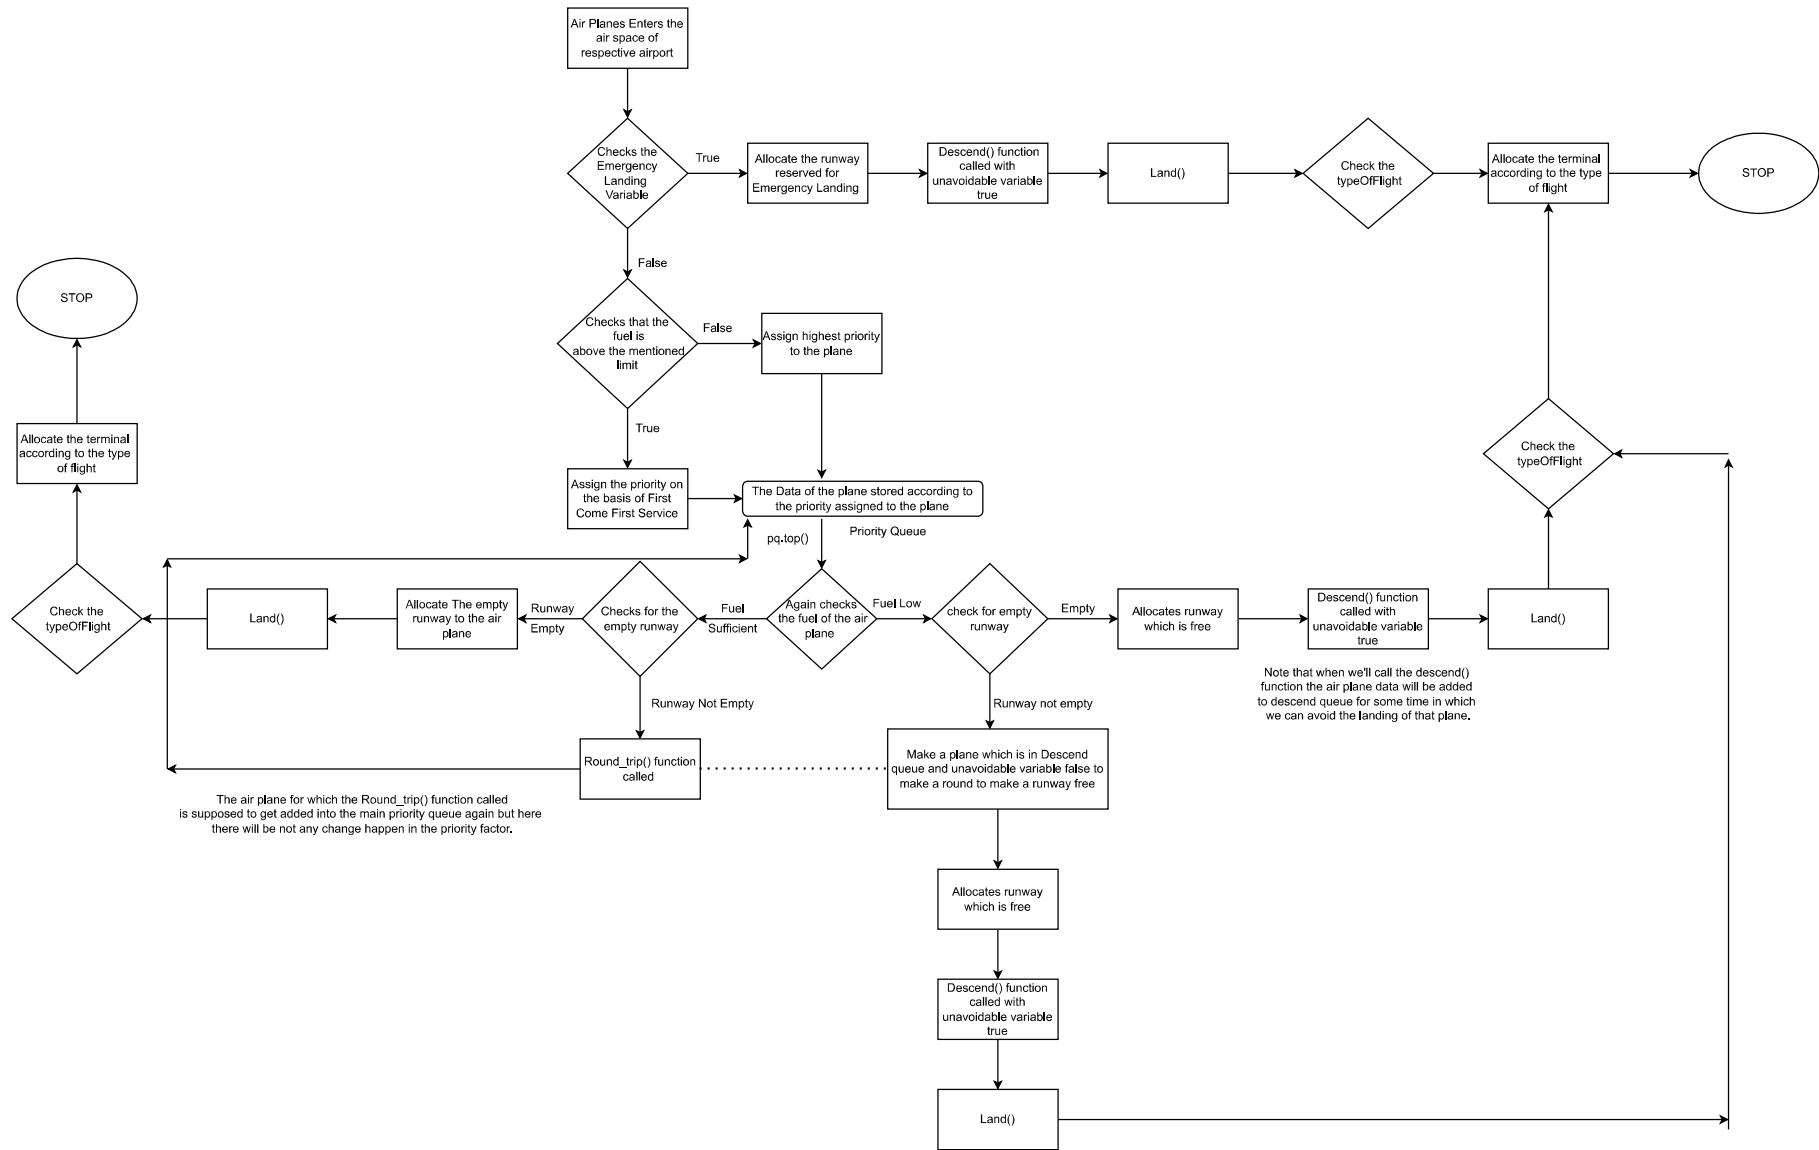 Air Planes Enters the
air space of
respective airport
Checks the
Emergency
Landing
Variable
True
Allocate the runway
reserved for
Emergency Landing
Descend() function
called with
unavoidable variable
true
Land()
Check the
typeOfFlight
Allocate the terminal
according to the type
of flight
STOP
False
STOP
Checks that the
fuel is
above the mentioned
limit
False
Assign highest priority
to the plane
True
Allocate the terminal
according to the type
of flight
Check the
typeOfFlight
Assign the priority on
the basis of First
Come First Service
The Data of the plane stored according to
the priority assigned to the plane
pq.top()
Priority Queue
Check the
typeOfFlight
Land()
Allocate The empty
runway to the air
plane
Runway
Empty
Checks for the
empty runway
Fuel
Sufficient
Again checks
the fuel of the air
plane
Fuel Low
check for empty
runway
Empty
Allocates runway
which is free
Descend() function
called with
unavoidable variable
true
Land()
Note that when we'll call the descend()
function the air plane data will be added
to descend queue for some time in which
we can avoid the landing of that plane.
Runway Not Empty
Runway not empty
Round_trip() function
called
Make a plane which is in Descend
queue and unavoidable variable false to
make a round to make a runway free
The air plane for which the Round_trip() function called
is supposed to get added into the main priority queue again but here
there will be not any change happen in the priority factor.
Allocates runway
which is free
Descend() function
called with
unavoidable variable
true
Land()